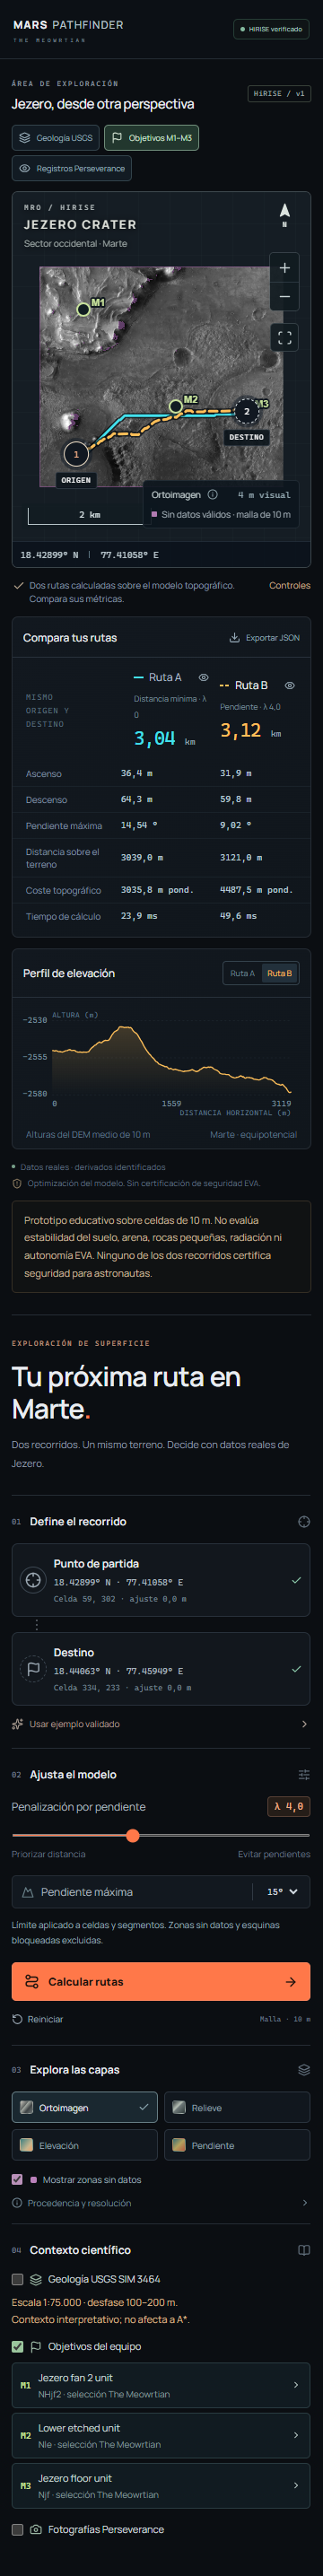 MARS PATHFINDER
THE MEOWRTIAN
HiRISE verificado
ÁREA DE EXPLORACIÓN
Jezero, desde otra perspectiva
HiRISE / v1
Geología USGS
Objetivos M1–M3
Registros Perseverance
MRO / HIRISE
JEZERO CRATER
Sector occidental · Marte
N
M1
M2
M3
2
DESTINO
1
ORIGEN
2 km
Ortoimagen 4 m visual
Sin datos válidos · malla de 10 m
18.42899° N | 77.41058° E
Dos rutas calculadas sobre el modelo topográfico.
Compara sus métricas.
Controles
Compara tus rutas
Exportar JSON
MISMO
ORIGEN Y
DESTINO
Ruta A
Distancia mínima · λ
0
3,04 km
Ruta B
Pendiente · λ 4,0
3,12 km
Ascenso 36,4 m 31,9 m
Descenso 64,3 m 59,8 m
Pendiente máxima 14,54 ° 9,02 °
Distancia sobre el
terreno 3039,0 m 3121,0 m
Coste topográfico 3035,8 m pond. 4487,5 m pond.
Tiempo de cálculo 23,9 ms 49,6 ms
Perfil de elevación
Ruta A Ruta B
ALTURA (m)
−2530
−2555
−2580
0 1559 3119
DISTANCIA HORIZONTAL (m)
Alturas del DEM medio de 10 m
Marte · equipotencial
Datos reales · derivados identificados
Optimización del modelo. Sin certificación de seguridad EVA.
Prototipo educativo sobre celdas de 10 m. No evalúa
estabilidad del suelo, arena, rocas pequeñas, radiación ni
autonomía EVA. Ninguno de los dos recorridos certifica
seguridad para astronautas.
EXPLORACIÓN DE SUPERFICIE
Tu próxima ruta en
Marte.
Dos recorridos. Un mismo terreno. Decide con datos reales de
Jezero.
01 Define el recorrido
Punto de partida
18.42899° N · 77.41058° E
Celda 59, 302 · ajuste 0,0 m
Destino
18.44063° N · 77.45949° E
Celda 334, 233 · ajuste 0,0 m
Usar ejemplo validado
02 Ajusta el modelo
Penalización por pendiente
λ 4,0
Priorizar distancia
Evitar pendientes
Pendiente máxima
15°
Límite aplicado a celdas y segmentos. Zonas sin datos y esquinas
bloqueadas excluidas.
Calcular rutas
Reiniciar
Malla · 10 m
03 Explora las capas
Ortoimagen
Relieve
Elevación
Pendiente
Mostrar zonas sin datos
Procedencia y resolución
04 Contexto científico
Geología USGS SIM 3464
Escala 1:75.000 · desfase 100–200 m.
Contexto interpretativo; no afecta a A*.
Objetivos del equipo
M1 Jezero fan 2 unit
NHjf2 · selección The Meowrtian
M2 Lower etched unit
Nle · selección The Meowrtian
M3 Jezero floor unit
Njf · selección The Meowrtian
Fotografías Perseverance